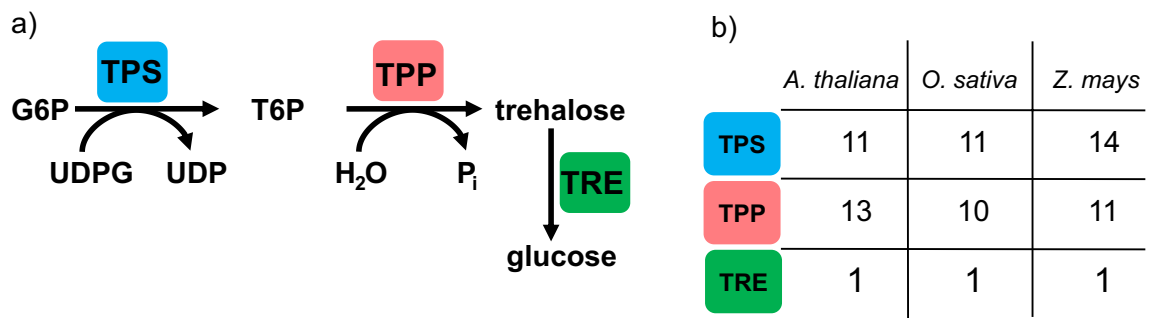 a)
TPS
TPP
G6P T6P trehalose
UDPG UDP H₂O Pᵢ
TRE
glucose
b)
A. thaliana O. sativa Z. mays
TPS 11 11 14
TPP 13 10 11
TRE 1 1 1